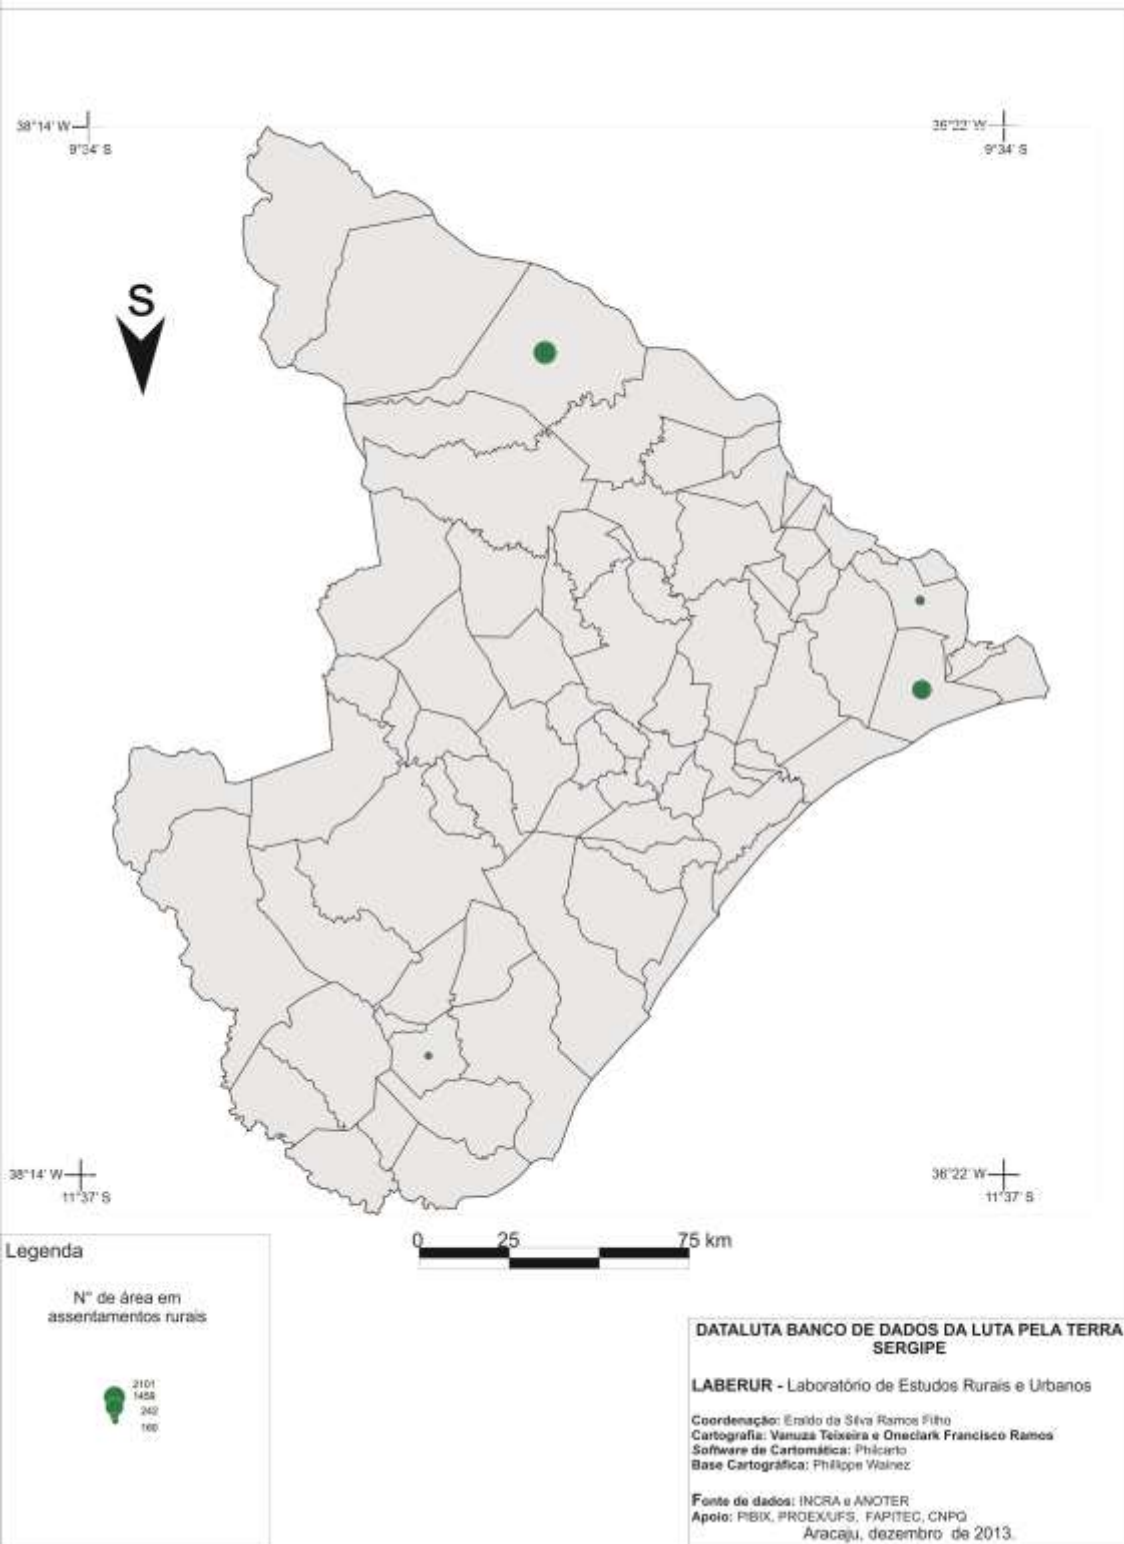 38°14' W
9°34' S
36°22' W
9°34' S
S
38°14' W
11°37' S
36°22' W
11°37' S
0 25 75 km
Legenda
N° de área em
assentamentos rurais
2101
1458
242
160
DATALUTA BANCO DE DADOS DA LUTA PELA TERRA
SERGIPE
LABERUR - Laboratório de Estudos Rurais e Urbanos
Coordenação: Eraldo da Silva Ramos Filho
Cartografia: Vanuza Teixeira e Oneclark Francisco Ramos
Software de Cartomática: Philcarto
Base Cartográfica: Phillippe Wainez
Fonte de dados: INCRA e ANOTER
Apoio: PIBIX, PROEX/UFS, FAPITEC, CNPQ
Aracaju, dezembro de 2013.